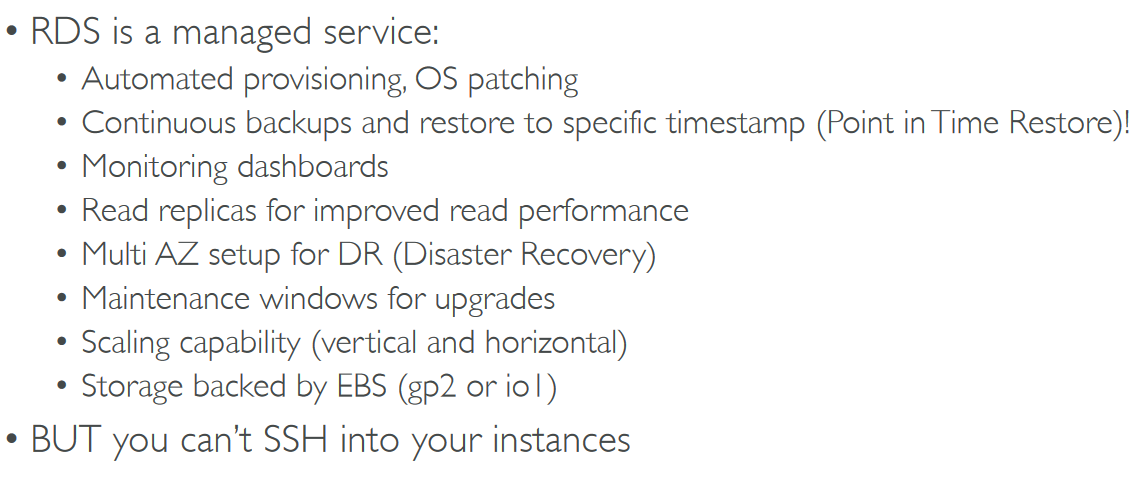 • RDS is a managed service:
• Automated provisioning, OS patching
• Continuous backups and restore to specific timestamp (Point in Time Restore)!
• Monitoring dashboards
• Read replicas for improved read performance
• Multi AZ setup for DR (Disaster Recovery)
• Maintenance windows for upgrades
• Scaling capability (vertical and horizontal)
• Storage backed by EBS (gp2 or io1)
• BUT you can’t SSH into your instances